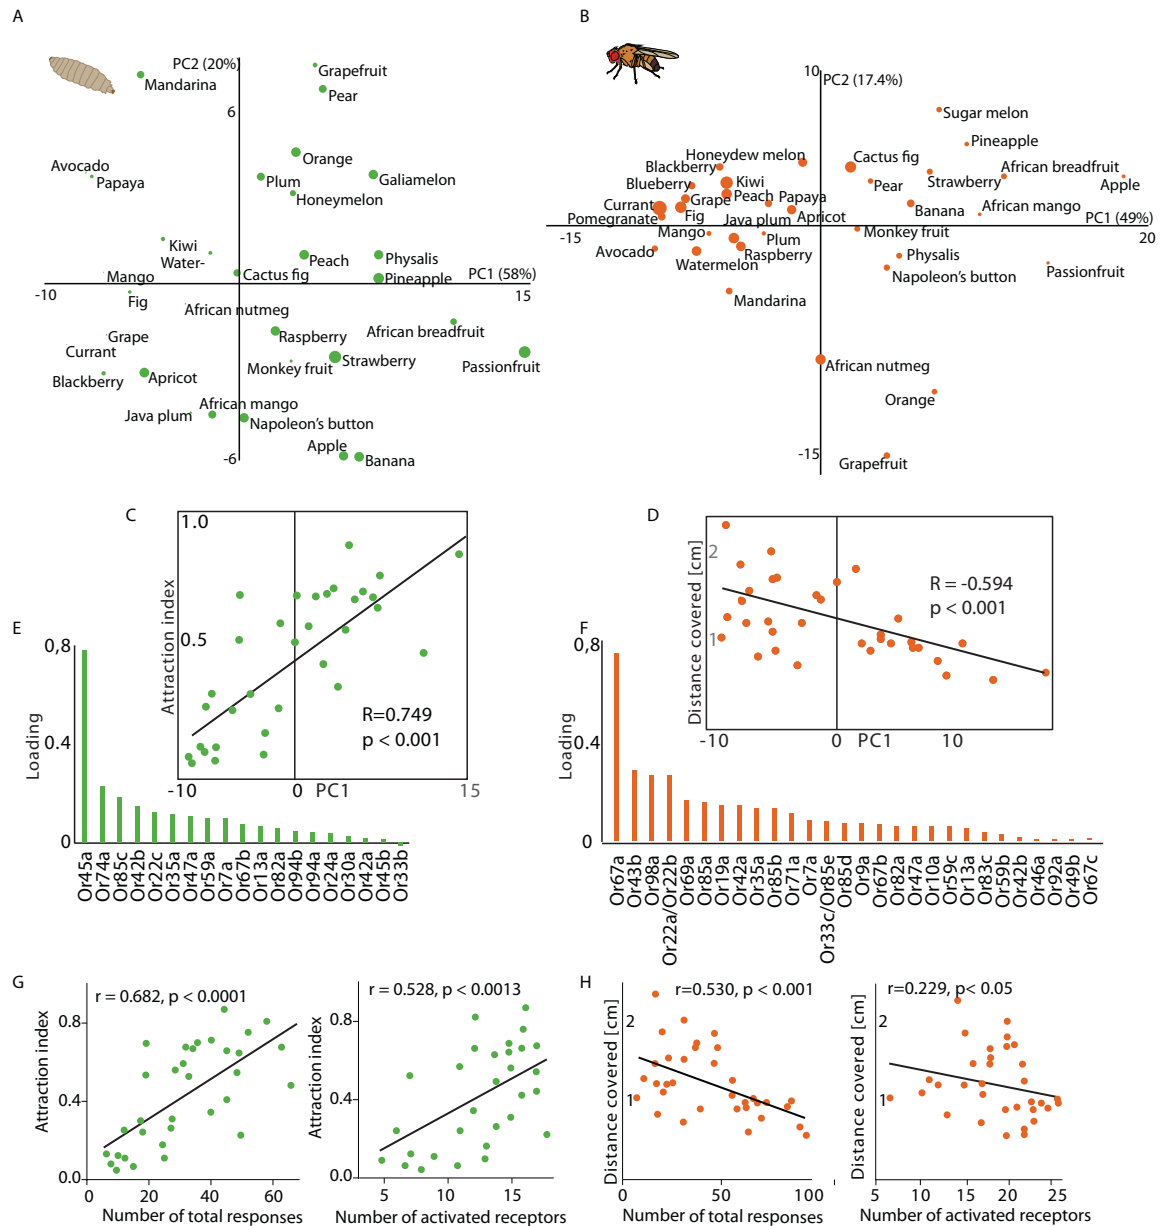 A
PC2 (20%)
Mandarina
Grapefruit
Pear
6
Orange
Avocado
Papaya
Plum
Galiamelon
Honeymelon
Kiwi
Water-
Peach
Physalis
Mango
Cactus fig
Pineapple
PC1 (58%)
-10
15
Fig
African nutmeg
Grape
Raspberry
African breadfruit
Currant
Strawberry
Monkey fruit
Passionfruit
Blackberry
Apricot
African mango
Java plum
Napoleon's button
Apple
Banana
-6
B
10
PC2 (17.4%)
Sugar melon
Pineapple
Honeydew melon
Cactus fig
Blackberry
African breadfruit
Blueberry
Kiwi
Pear
Strawberry
Apple
Peach
Papaya
Currant
Grape
Banana
African mango
Pomegranate
Fig
Java plum
Apricot
PC1 (49%)
-15
20
Mango
Plum
Monkey fruit
Avocado
Watermelon
Raspberry
Physalis
Napoleon's button
Passionfruit
Mandarina
African nutmeg
Orange
-15
Grapefruit
C
1.0
0.5
Attraction index
R=0.749
p < 0.001
-10
0
PC1
15
D
2
1
Distance covered [cm]
R = -0.594
p < 0.001
-10
0
PC1
10
E
0.8
0.4
0
Loading
Or45a
Or74a
Or85c
Or42b
Or22c
Or35a
Or47a
Or59a
Or7a
Or67b
Or13a
Or82a
Or94b
Or94a
Or24a
Or30a
Or42a
Or45b
Or33b
F
0.8
0.4
0
Loading
Or67a
Or43b
Or98a
Or22a/Or22b
Or69a
Or85a
Or19a
Or42a
Or35a
Or85b
Or71a
Or7a
Or33c/Or85e
Or85d
Or9a
Or67b
Or82a
Or47a
Or10a
Or59c
Or13a
Or83c
Or59b
Or42b
Or46a
Or92a
Or49b
Or67c
G
r = 0.682, p < 0.0001
0.8
0.4
0.0
Attraction index
0
20
40
60
Number of total responses
r = 0.528, p < 0.0013
0.8
0.4
0.0
Attraction index
5
10
15
Number of activated receptors
H
r=0.530, p < 0.001
2
1
Distance covered [cm]
0
50
100
Number of total responses
r=0.229, p< 0.05
2
1
Distance covered [cm]
5
10
15
20
25
Number of activated receptors